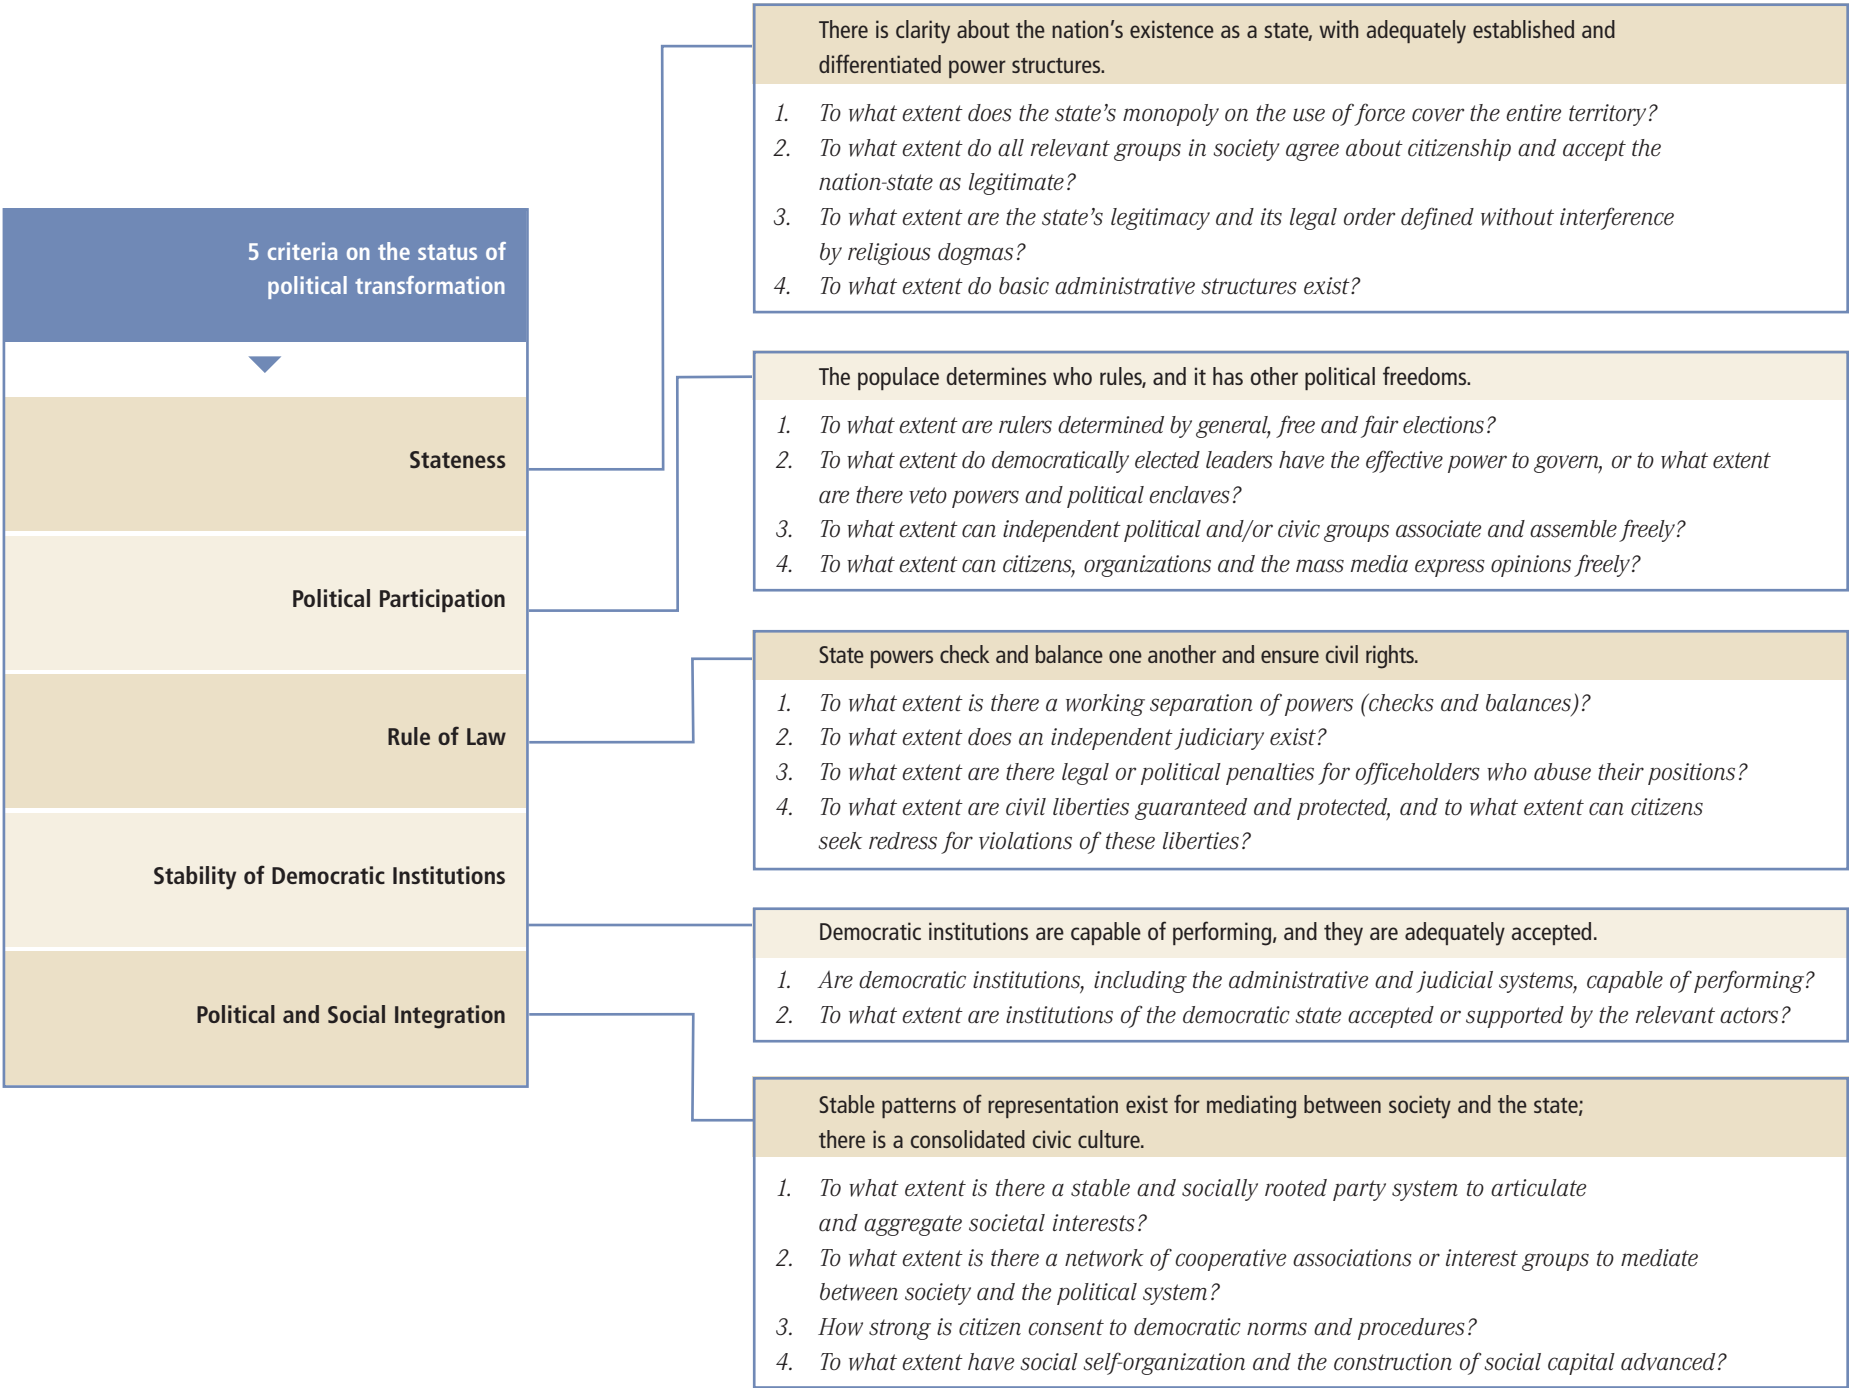 5 criteria on the status of
political transformation
Stateness
Political Participation
Rule of Law
Stability of Democratic Institutions
Political and Social Integration
There is clarity about the nation’s existence as a state, with adequately established and
differentiated power structures.
1. To what extent does the state’s monopoly on the use of force cover the entire territory?
2. To what extent do all relevant groups in society agree about citizenship and accept the
nation-state as legitimate?
3. To what extent are the state’s legitimacy and its legal order defined without interference
by religious dogmas?
4. To what extent do basic administrative structures exist?
The populace determines who rules, and it has other political freedoms.
1. To what extent are rulers determined by general, free and fair elections?
2. To what extent do democratically elected leaders have the effective power to govern, or to what extent
are there veto powers and political enclaves?
3. To what extent can independent political and/or civic groups associate and assemble freely?
4. To what extent can citizens, organizations and the mass media express opinions freely?
State powers check and balance one another and ensure civil rights.
1. To what extent is there a working separation of powers (checks and balances)?
2. To what extent does an independent judiciary exist?
3. To what extent are there legal or political penalties for officeholders who abuse their positions?
4. To what extent are civil liberties guaranteed and protected, and to what extent can citizens
seek redress for violations of these liberties?
Democratic institutions are capable of performing, and they are adequately accepted.
1. Are democratic institutions, including the administrative and judicial systems, capable of performing?
2. To what extent are institutions of the democratic state accepted or supported by the relevant actors?
Stable patterns of representation exist for mediating between society and the state;
there is a consolidated civic culture.
1. To what extent is there a stable and socially rooted party system to articulate
and aggregate societal interests?
2. To what extent is there a network of cooperative associations or interest groups to mediate
between society and the political system?
3. How strong is citizen consent to democratic norms and procedures?
4. To what extent have social self-organization and the construction of social capital advanced?